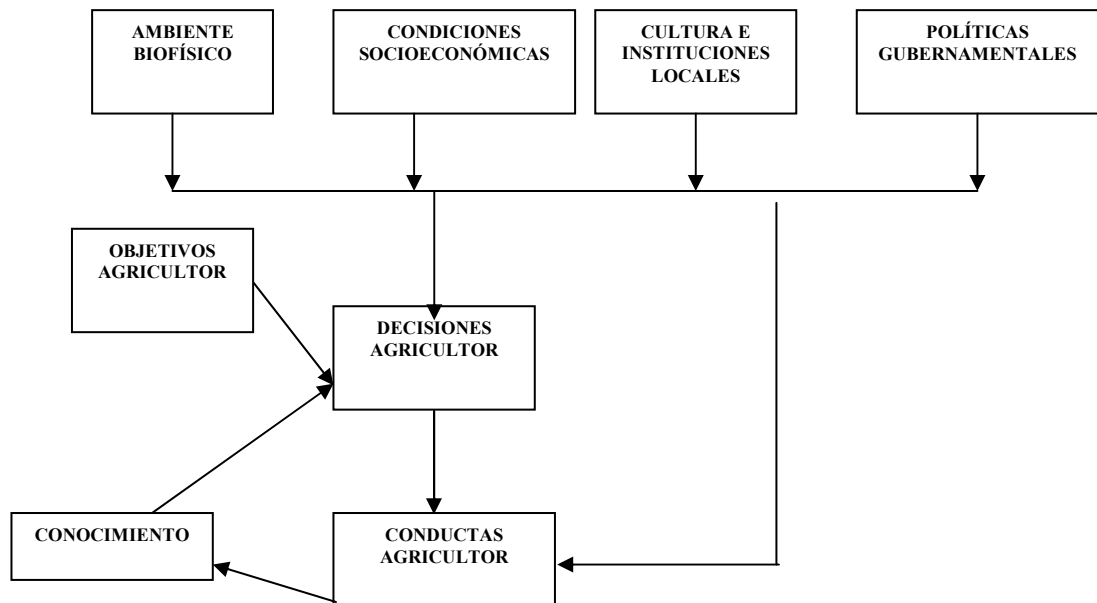 AMBIENTE
BIOFÍSICO
CONDICIONES
SOCIOECONÓMICAS
CULTURA E
INSTITUCIONES
LOCALES
POLÍTICAS
GUBERNAMENTALES
OBJETIVOS
AGRICULTOR
DECISIONES
AGRICULTOR
CONOCIMIENTO
CONDUCTAS
AGRICULTOR